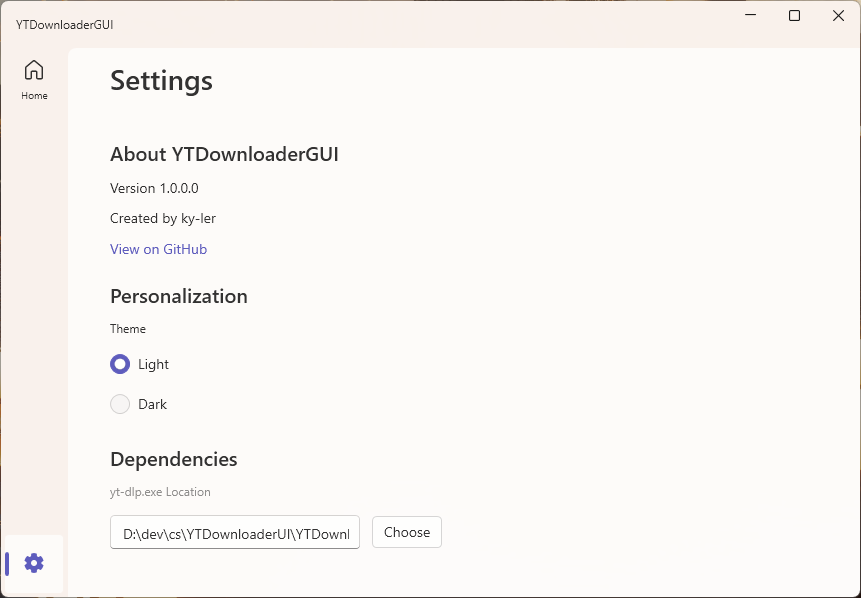 YTDownloaderGUI
Home
Settings
About YTDownloaderGUI
Version 1.0.0.0
Created by ky-ler
View on GitHub
Personalization
Theme
Light
Dark
Dependencies
yt-dlp.exe Location
D:\dev\cs\YTDownloaderUI\YTDownl
Choose